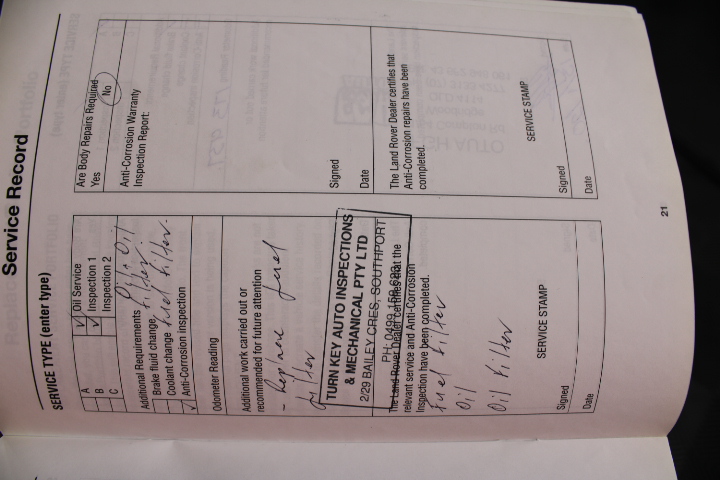 Service Record
SERVICE TYPE (enter type)
A ✓ Oil Service
B ✓ Inspection 1
C Inspection 2
Additional Requirements Oil
Brake fluid change filter.
Coolant change fuel filter.
✓ Anti-Corrosion inspection
Odometer Reading
Additional work carried out or
recommended for future attention
- Replace fuel
filter
TURN KEY AUTO INSPECTIONS
& MECHANICAL PTY LTD
2/29 BAILEY CRES, SOUTHPORT
PH: 0499 159
The Land Rover Dealer certifies that the
relevant service and Anti-Corrosion
Inspection have been completed.
fuel filter
Oil
Oil filter
SERVICE STAMP
Signed
Date
Are Body Repairs Required
Yes No
Anti-Corrosion Warranty
Inspection Report:
Signed
Date
The Land Rover Dealer certifies that
Anti-Corrosion repairs have been
completed.
SERVICE STAMP
Signed
Date
21